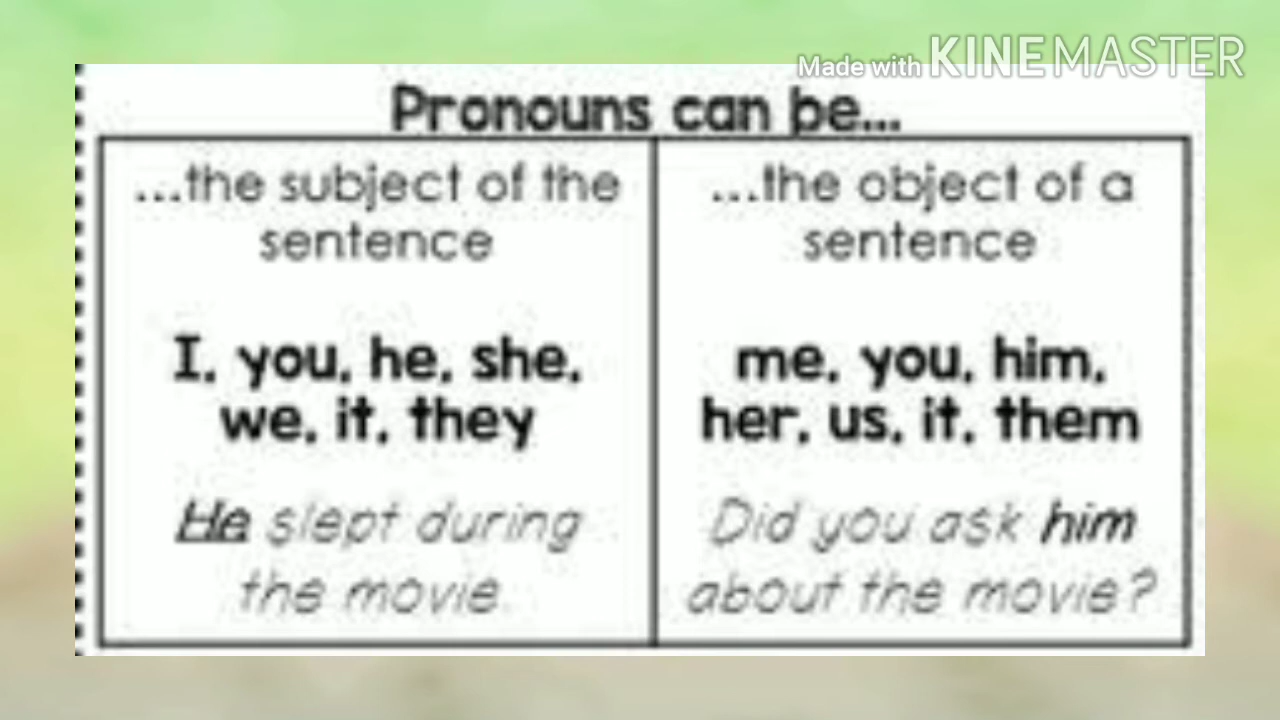 Made with KINEMASTER
Pronouns can be...
...the subject of the
sentence
I, you, he, she,
we, it, they
He slept during
the movie.
...the object of a
sentence
me, you, him,
her, us, it, them
Did you ask him
about the movie?